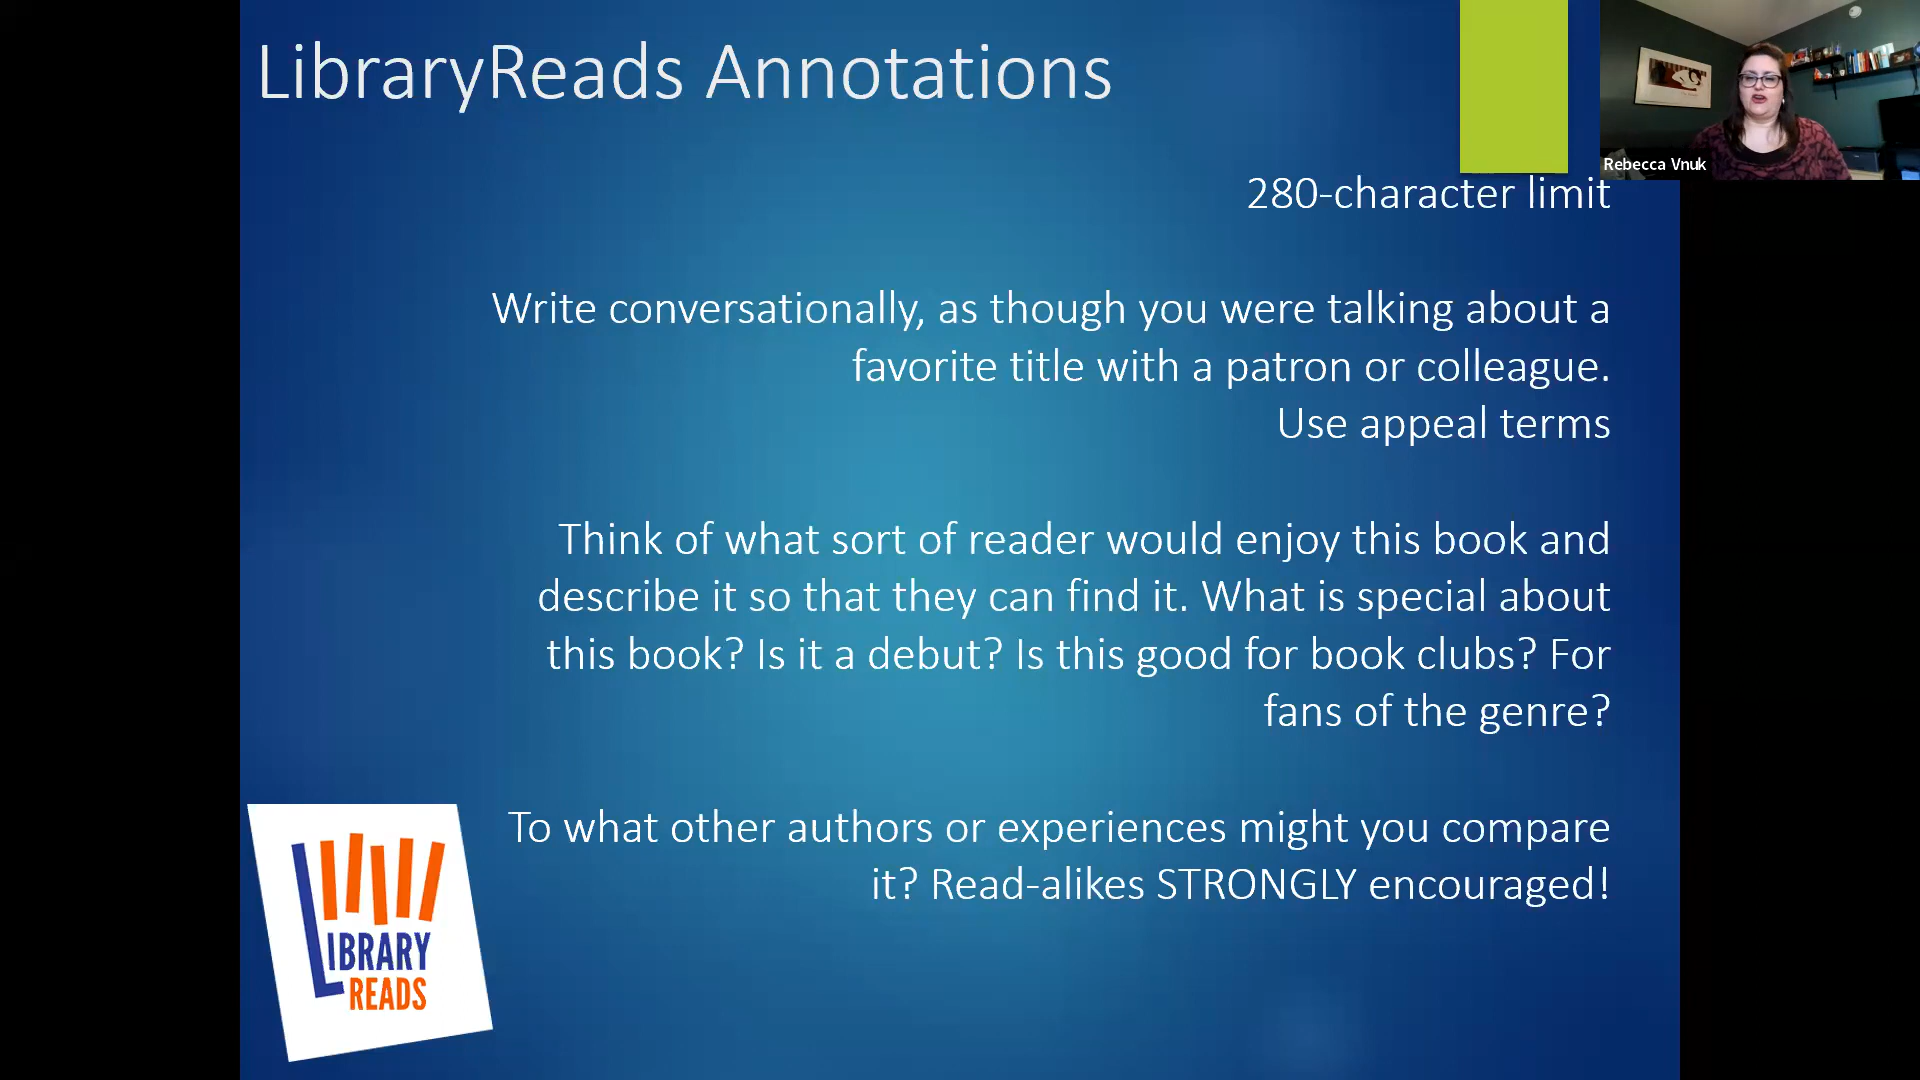 LibraryReads Annotations
Rebecca Vnuk
280-character limit
Write conversationally, as though you were talking about a
favorite title with a patron or colleague.
Use appeal terms
Think of what sort of reader would enjoy this book and
describe it so that they can find it. What is special about
this book? Is it a debut? Is this good for book clubs? For
fans of the genre?
To what other authors or experiences might you compare
it? Read-alikes STRONGLY encouraged!
LIBRARY
READS